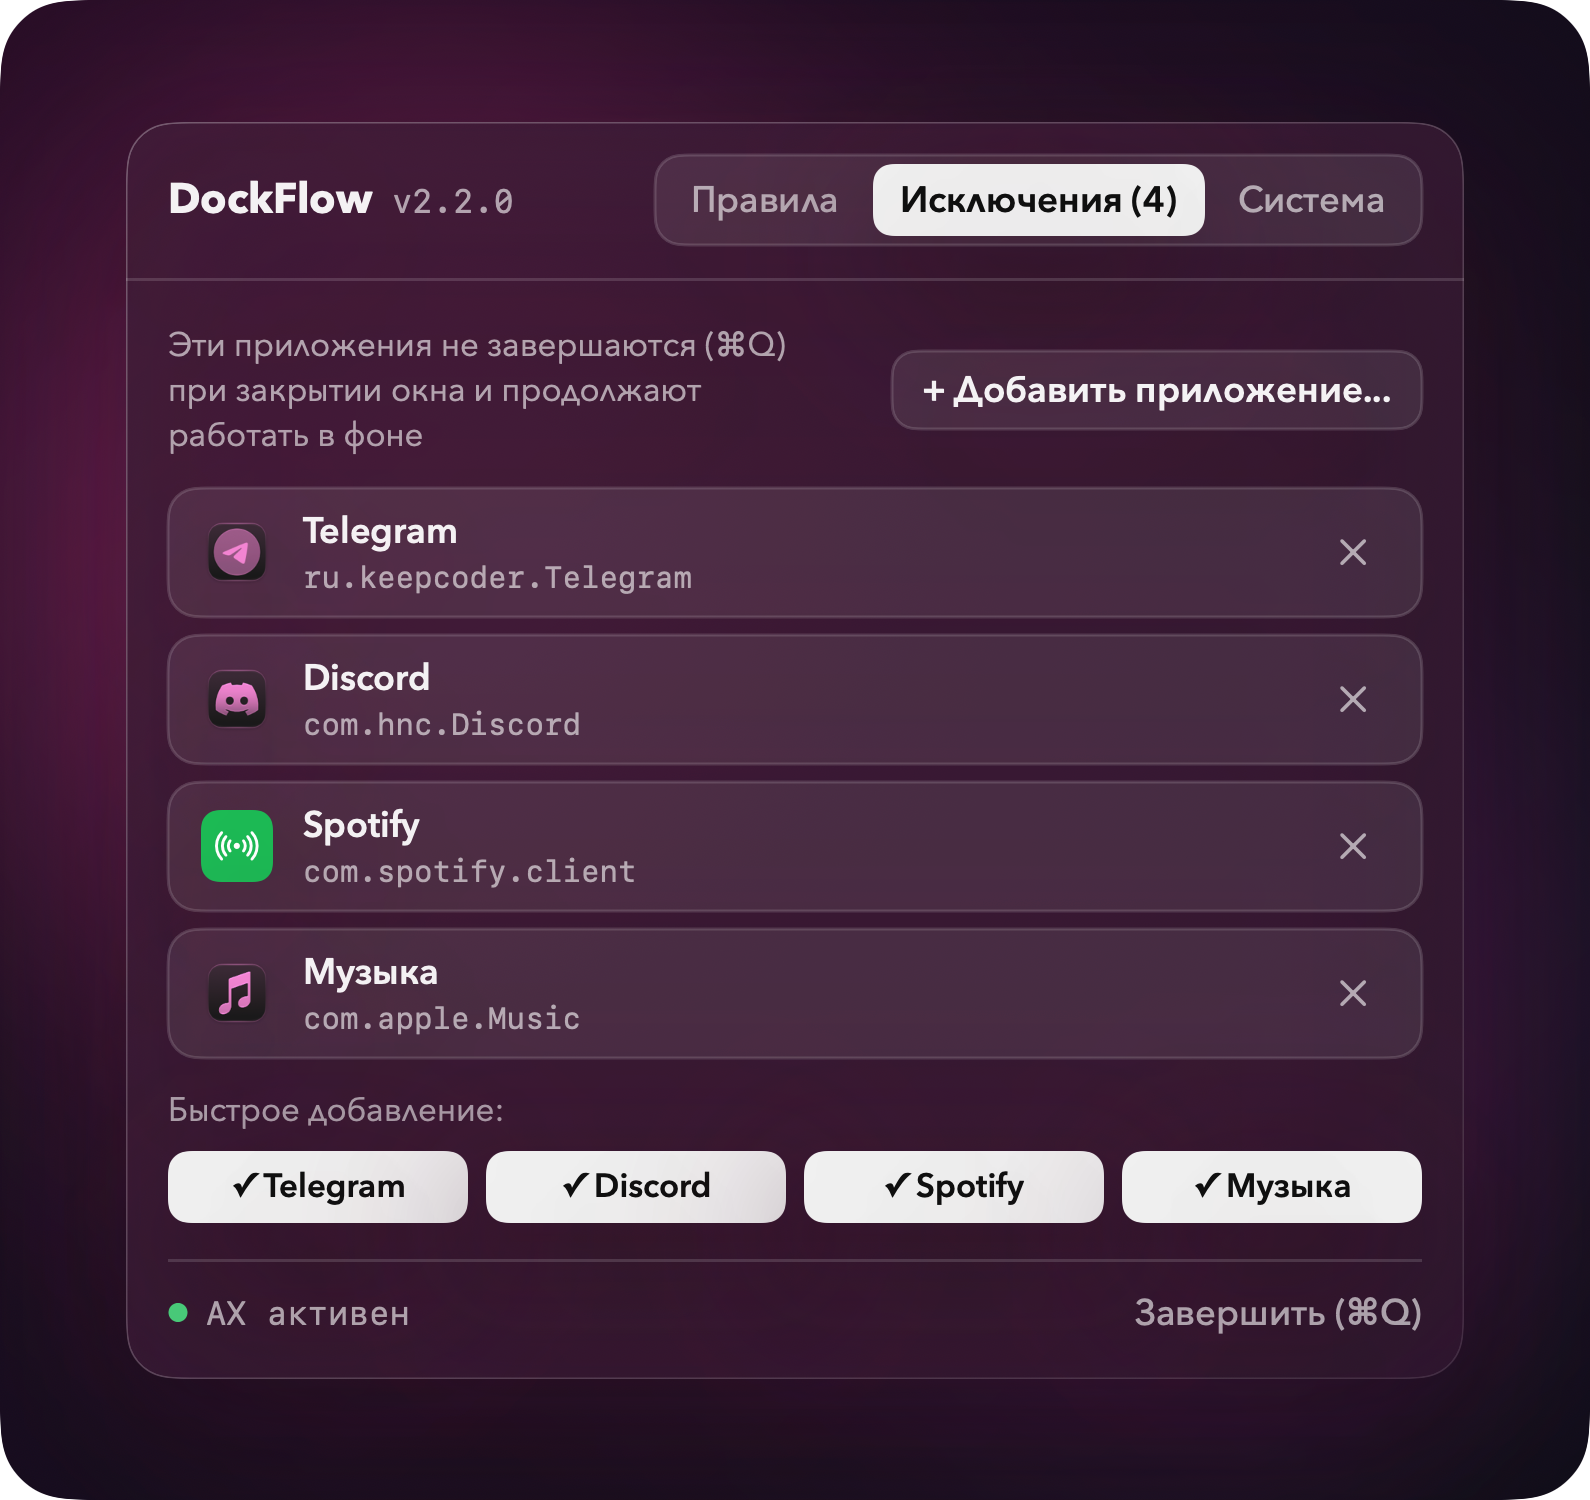 DockFlow v2.2.0
Правила
Исключения (4)
Система
Эти приложения не завершаются (⌘Q)
при закрытии окна и продолжают
работать в фоне
+ Добавить приложение...
Telegram
ru.keepcoder.Telegram
Discord
com.hnc.Discord
Spotify
com.spotify.client
Музыка
com.apple.Music
Быстрое добавление:
✓Telegram
✓Discord
✓Spotify
✓Музыка
AX активен
Завершить (⌘Q)